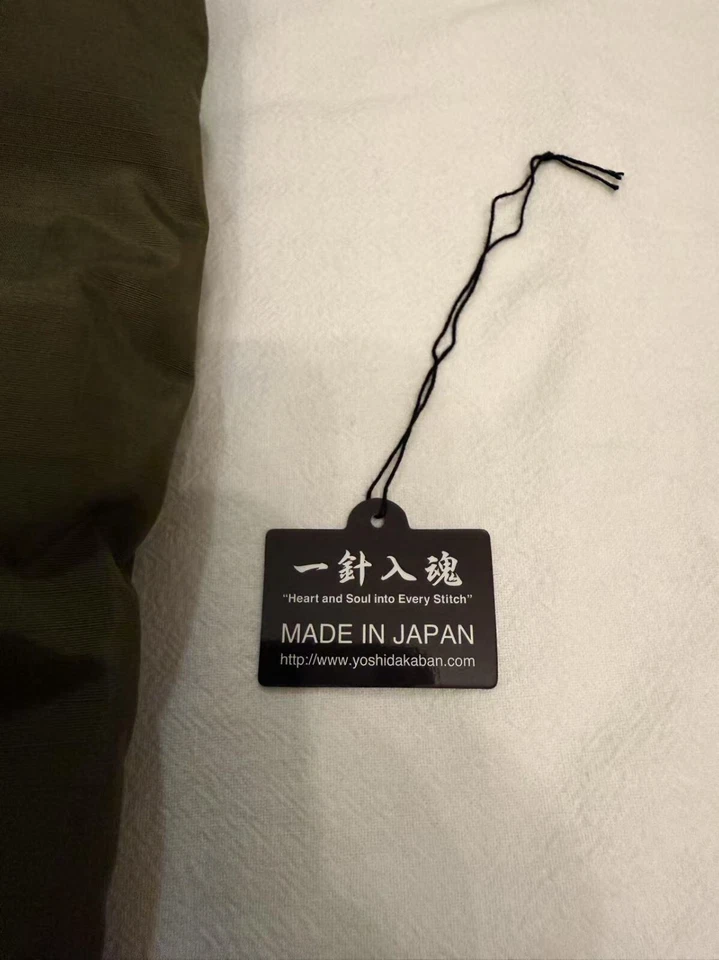 一針入魂
“Heart and Soul into Every Stitch”
MADE IN JAPAN
http://www.yoshidakaban.com